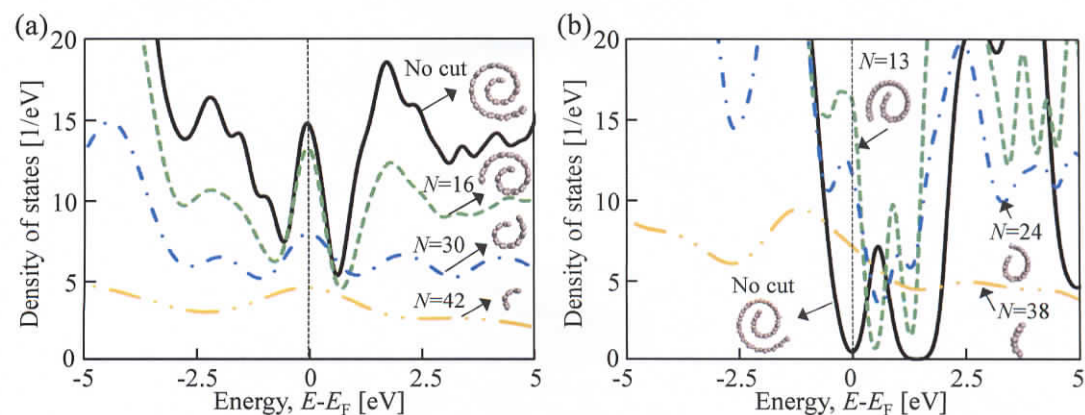 (a)
20
15
10
5
0
Density of states [1/eV]
No cut
N=16
N=30
N=42
-5
-2.5
0
2.5
5
Energy, E-EF [eV]
(b)
20
15
10
5
0
Density of states [1/eV]
N=13
N=24
No cut
N=38
-5
-2.5
0
2.5
5
Energy, E-EF [eV]